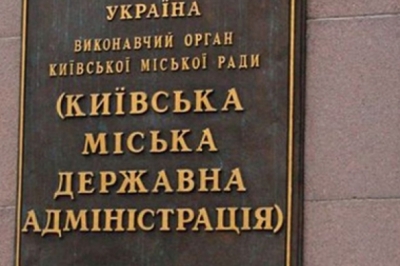 УКРАЇНА
ВИКОНАВЧИЙ ОРГАН
КИЇВСЬКОЇ МІСЬКОЇ РАДИ
(КИЇВСЬКА
МІСЬКА
ДЕРЖАВНА
АДМІНІСТРАЦІЯ)